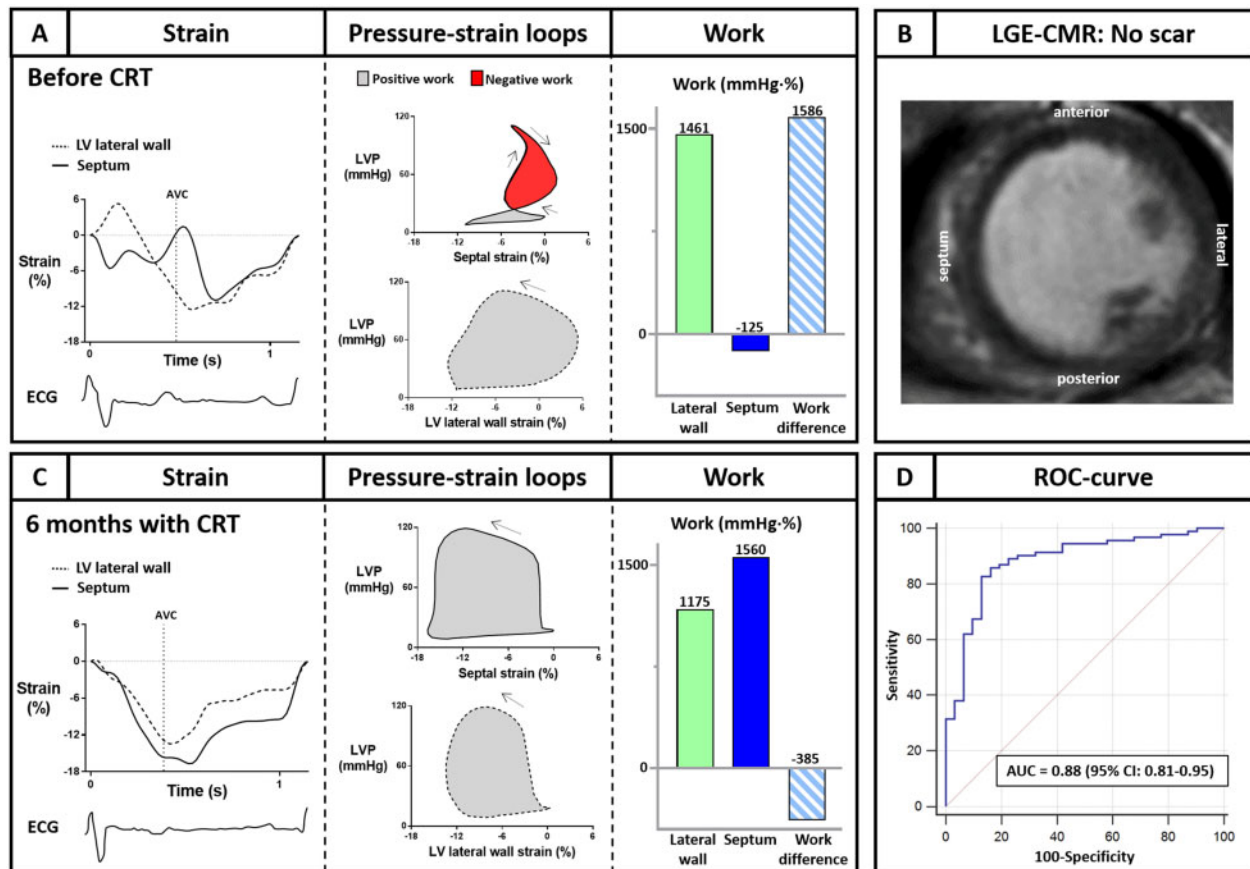 A
Strain
Pressure-strain loops
Work
Before CRT
LV lateral wall
Septum
AVC
6
0
-6
-12
-18
Strain
(%)
0
1
Time (s)
ECG
Positive work
Negative work
LVP
(mmHg)
120
60
0
-18
-12
-6
0
6
Septal strain (%)
LVP
(mmHg)
120
60
0
-18
-12
-6
0
6
LV lateral wall strain (%)
Work (mmHg·%)
1500
0
1461
-125
1586
Lateral
wall
Septum
Work
difference
B
LGE-CMR: No scar
anterior
septum
lateral
posterior
C
Strain
Pressure-strain loops
Work
6 months with CRT
LV lateral wall
Septum
AVC
6
0
-6
-12
-18
Strain
(%)
0
1
Time (s)
ECG
LVP
(mmHg)
120
60
0
-18
-12
-6
0
6
Septal strain (%)
LVP
(mmHg)
120
60
0
-18
-12
-6
0
6
LV lateral wall strain (%)
Work (mmHg·%)
1500
0
1175
1560
-385
Lateral
wall
Septum
Work
difference
D
ROC-curve
Sensitivity
100
80
60
40
20
0
AUC = 0.88 (95% CI: 0.81-0.95)
0
20
40
60
80
100
100-Specificity